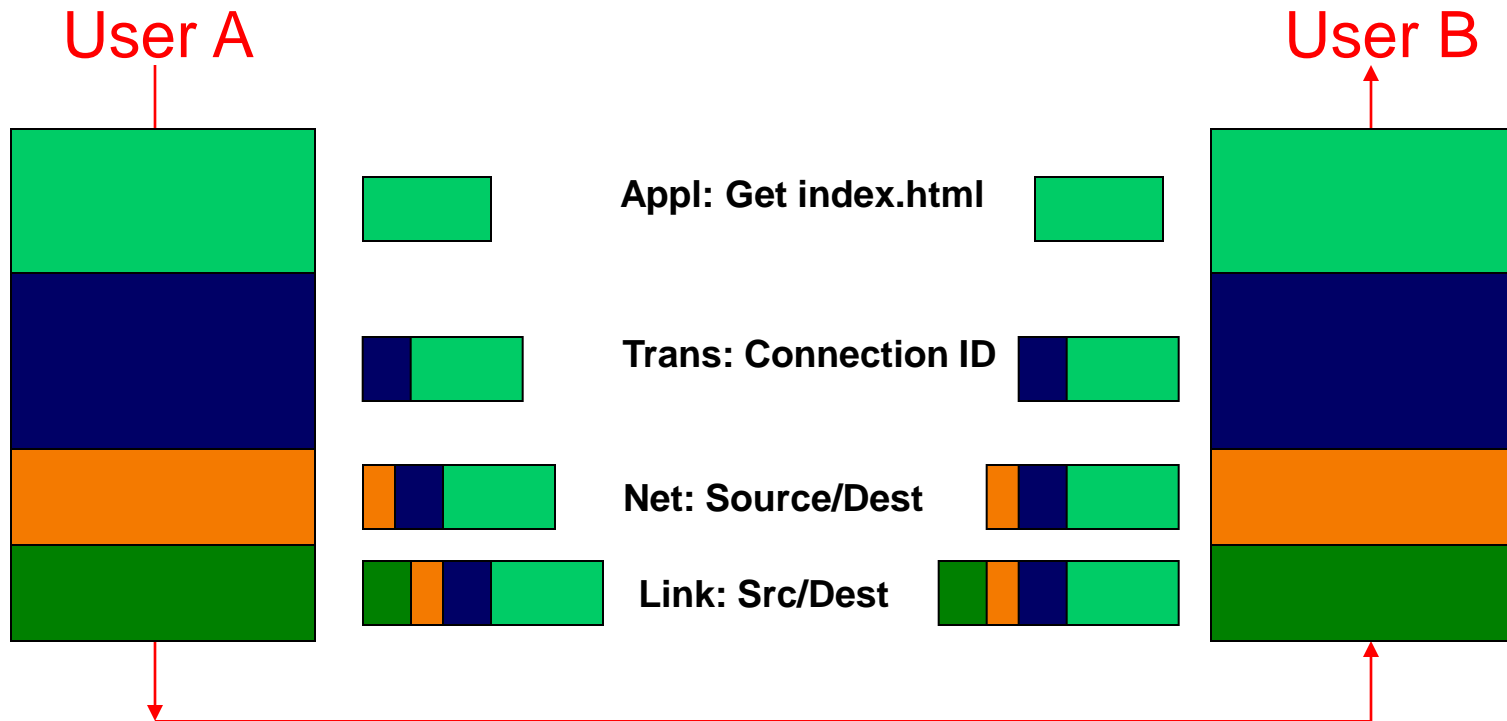 User A
User B
Appl: Get index.html
Trans: Connection ID
Net: Source/Dest
Link: Src/Dest